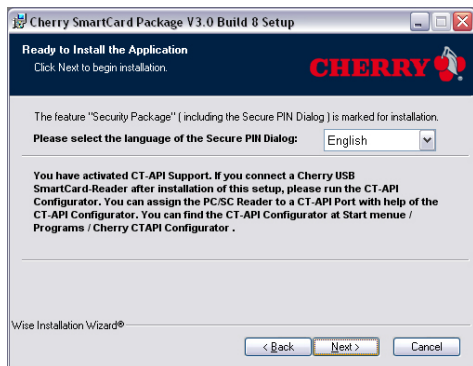 Cherry SmartCard Package V3.0 Build 8 Setup
Ready to Install the Application
Click Next to begin installation.
CHERRY
The feature "Security Package" ( including the Secure PIN Dialog ) is marked for installation.
Please select the language of the Secure PIN Dialog:
English
You have activated CT-API Support. If you connect a Cherry USB
SmartCard-Reader after installation of this setup, please run the CT-API
Configurator. You can assign the PC/SC Reader to a CT-API Port with help of the
CT-API Configurator. You can find the CT-API Configurator at Start menue /
Programs / Cherry CTAPI Configurator .
Wise Installation Wizard®
< Back
Next >
Cancel